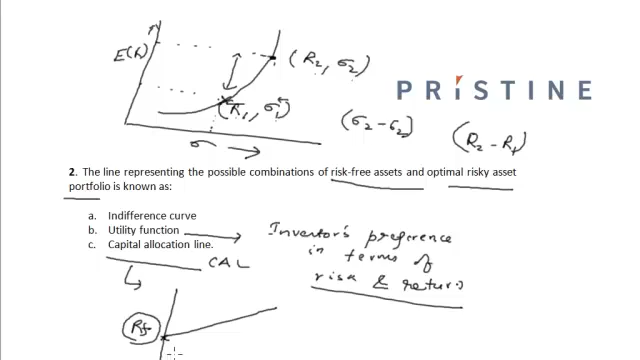 E(r)
(R₂, σ₂)
PRISTINE
(R₁, σ₁)
(σ₂ - σ₂)
(R₂ - R₁)
σ →
2. The line representing the possible combinations of risk-free assets and optimal risky asset
portfolio is known as:
a. Indifference curve
b. Utility function → Investor's preference
in terms of
risk & return
c. Capital allocation line.
CAL
Rf